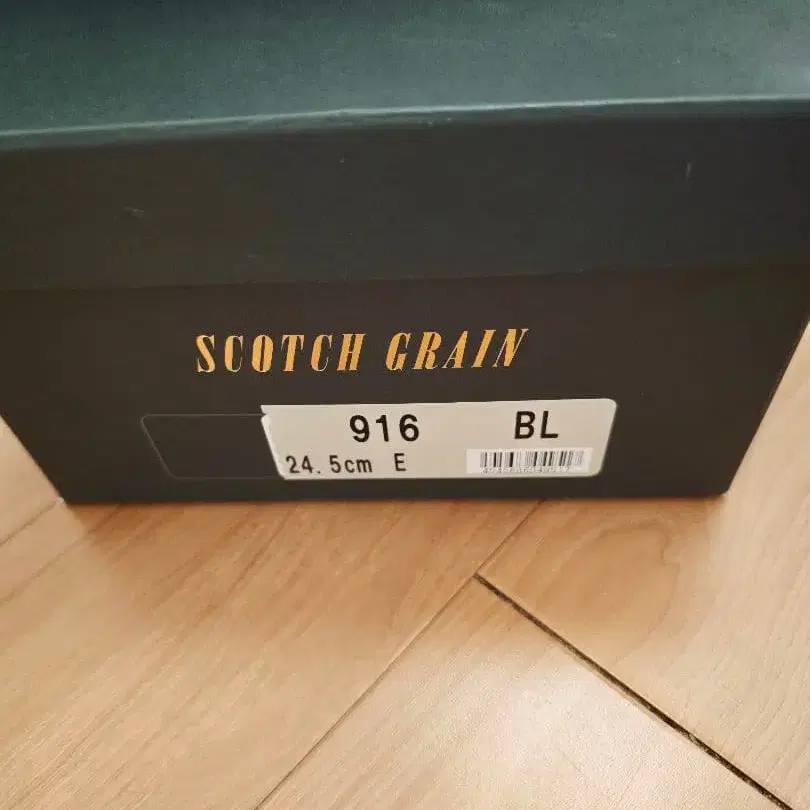 SCOTCH GRAIN
916 BL
24.5cm E